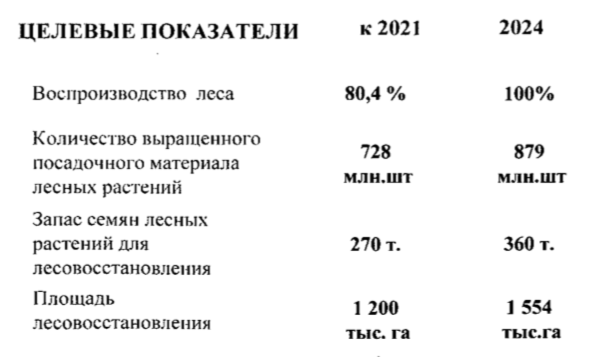 ЦЕЛЕВЫЕ ПОКАЗАТЕЛИ к 2021 2024
Воспроизводство леса 80,4 % 100%
Количество выращенного
посадочного материала 728 879
лесных растений млн.шт млн.шт
Запас семян лесных
растений для 270 т. 360 т.
лесовосстановления
Площадь 1 200 1 554
лесовосстановления тыс. га тыс.га